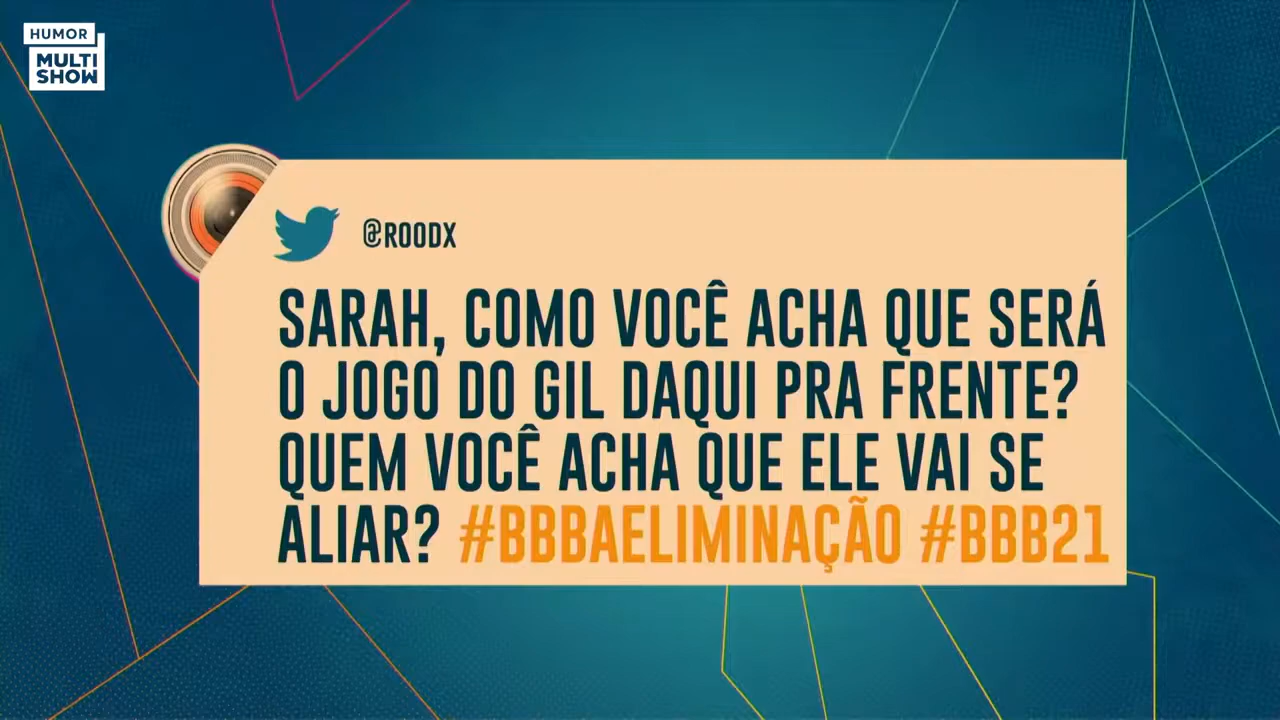 HUMOR
MULTI
SHOW
@ROODX
SARAH, COMO VOCÊ ACHA QUE SERÁ
O JOGO DO GIL DAQUI PRA FRENTE?
QUEM VOCÊ ACHA QUE ELE VAI SE
ALIAR? #BBBAELIMINAÇÃO #BBB21